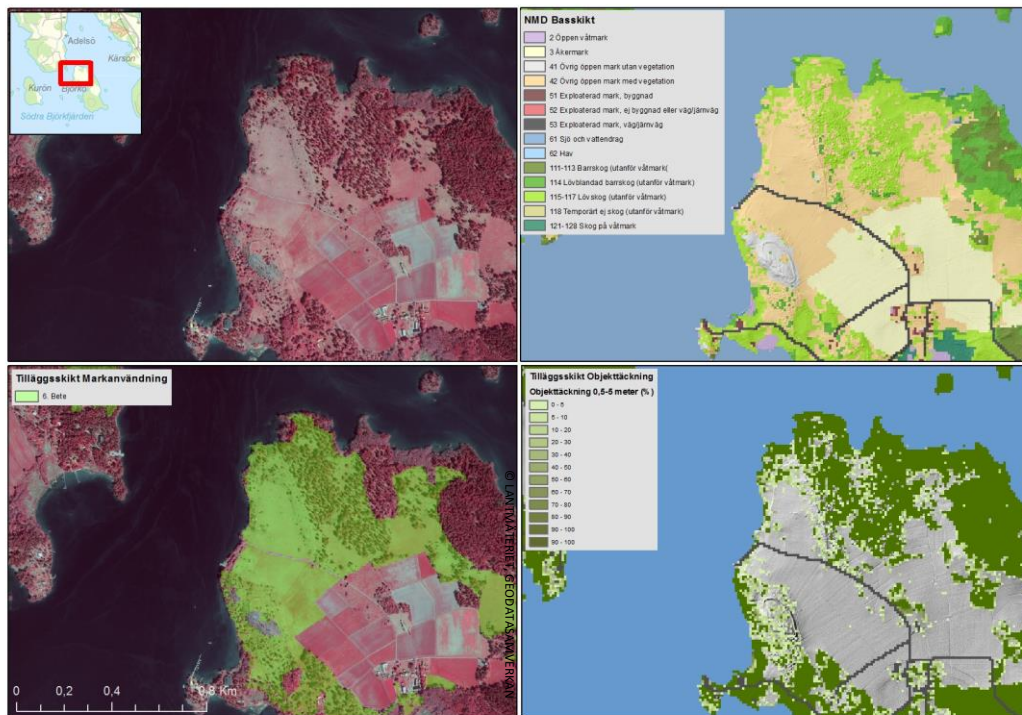 Adelsö
Kärsön
Kurön
Björkö
Södra Björkfjärden
NMD Basskikt
2 Öppen våtmark
3 Åkermark
41 Övrig öppen mark utan vegetation
42 Övrig öppen mark med vegetation
51 Exploaterad mark, byggnad
52 Exploaterad mark, ej byggnad eller väg/järnväg
53 Exploaterad mark, väg/järnväg
61 Sjö och vattendrag
62 Hav
111-113 Barrskog (utanför våtmark(
114 Lövblandad barrskog (utanför våtmark)
115-117 Lövskog (utanför våtmark)
118 Temporärt ej skog (utanför våtmark)
121-128 Skog på våtmark
Tilläggsskikt Markanvändning
6. Bete
© LANTMÄTERIET, GEODATASAMVERKAN
0 0,2 0,4 0,8 Km
Tilläggsskikt Objekttäckning
Objekttäckning 0,5-5 meter (%)
0 - 5
5 - 10
10 - 20
20 - 30
30 - 40
40 - 50
50 - 60
60 - 70
70 - 80
80 - 90
90 - 100
90 - 100